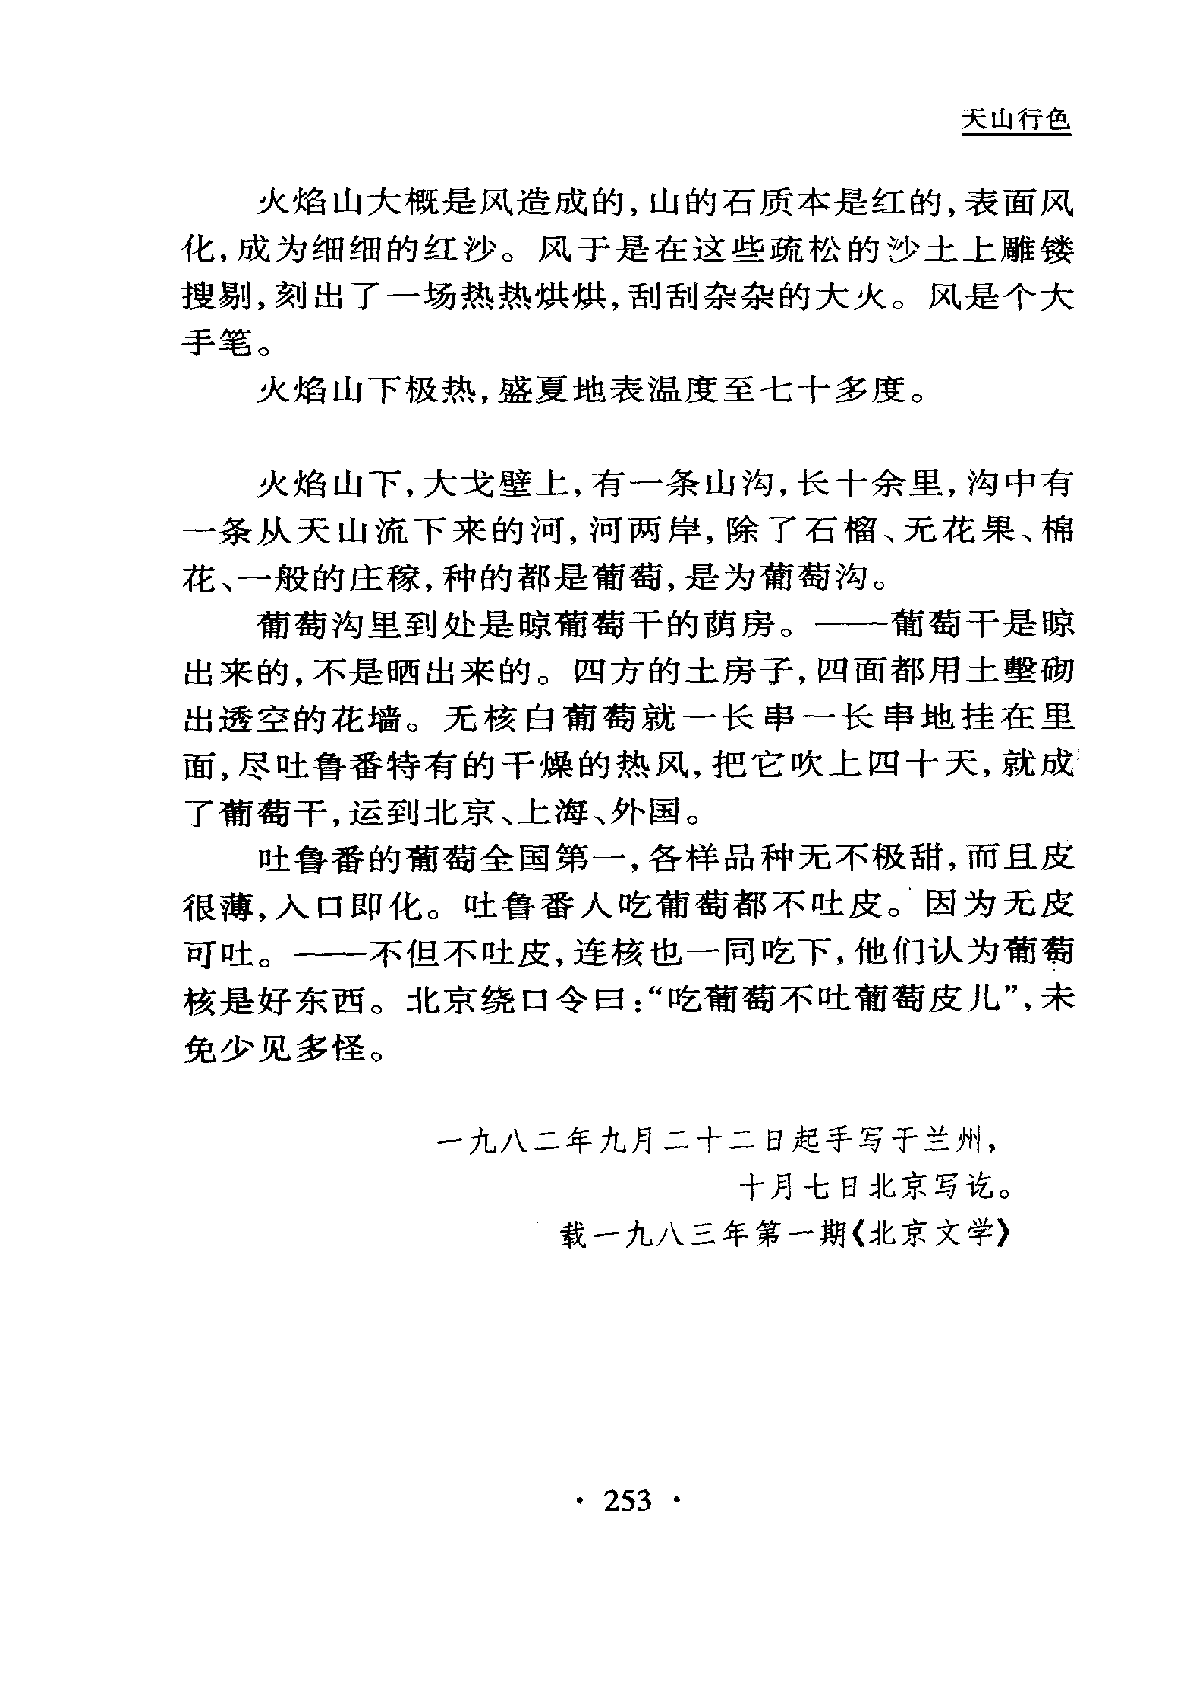 天山行色
火焰山大概是风造成的,山的石质本是红的,表面风
化,成为细细的红沙。风于是在这些疏松的沙土上雕镂
搜剔,刻出了一场热热烘烘,刮刮杂杂的大火。风是个大
手笔。
火焰山下极热,盛夏地表温度至七十多度。
火焰山下,大戈壁上,有一条山沟,长十余里,沟中有
一条从天山流下来的河,河两岸,除了石榴、无花果、棉
花、一般的庄稼,种的都是葡萄,是为葡萄沟。
葡萄沟里到处是晾葡萄干的荫房。——葡萄干是晾
出来的,不是晒出来的。四方的土房子,四面都用土墼砌
出透空的花墙。无核白葡萄就一长串一长串地挂在里
面,尽吐鲁番特有的干燥的热风,把它吹上四十天,就成
了葡萄干,运到北京、上海、外国。
吐鲁番的葡萄全国第一,各样品种无不极甜,而且皮
很薄,入口即化。吐鲁番人吃葡萄都不吐皮。因为无皮
可吐。——不但不吐皮,连核也一同吃下,他们认为葡萄
核是好东西。北京绕口令曰:“吃葡萄不吐葡萄皮儿”,未
免少见多怪。
一九八二年九月二十二日起手写于兰州,
十月七日北京写讫。
载一九八三年第一期《北京文学》
· 253 ·